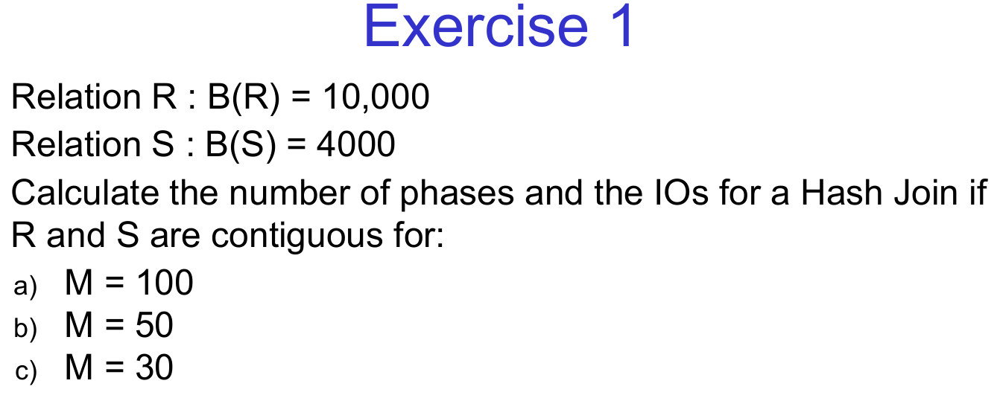 Exercise 1
Relation R : B(R) = 10,000
Relation S : B(S) = 4000
Calculate the number of phases and the IOs for a Hash Join if
R and S are contiguous for:
a) M = 100
b) M = 50
c) M = 30